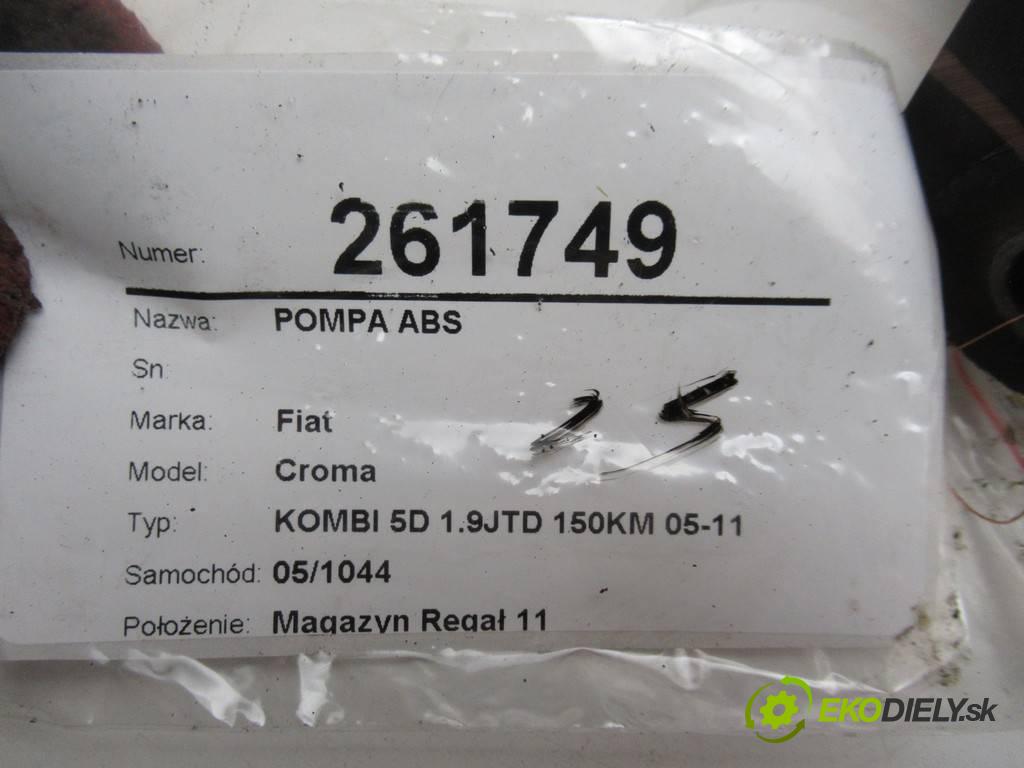 Numer: 261749
Nazwa: POMPA ABS
Sn:
Marka: Fiat
25
Model: Croma
Typ: KOMBI 5D 1.9JTD 150KM 05-11
Samochód: 05/1044
Położenie: Magazyn Regał 11
EKODIELY.sk